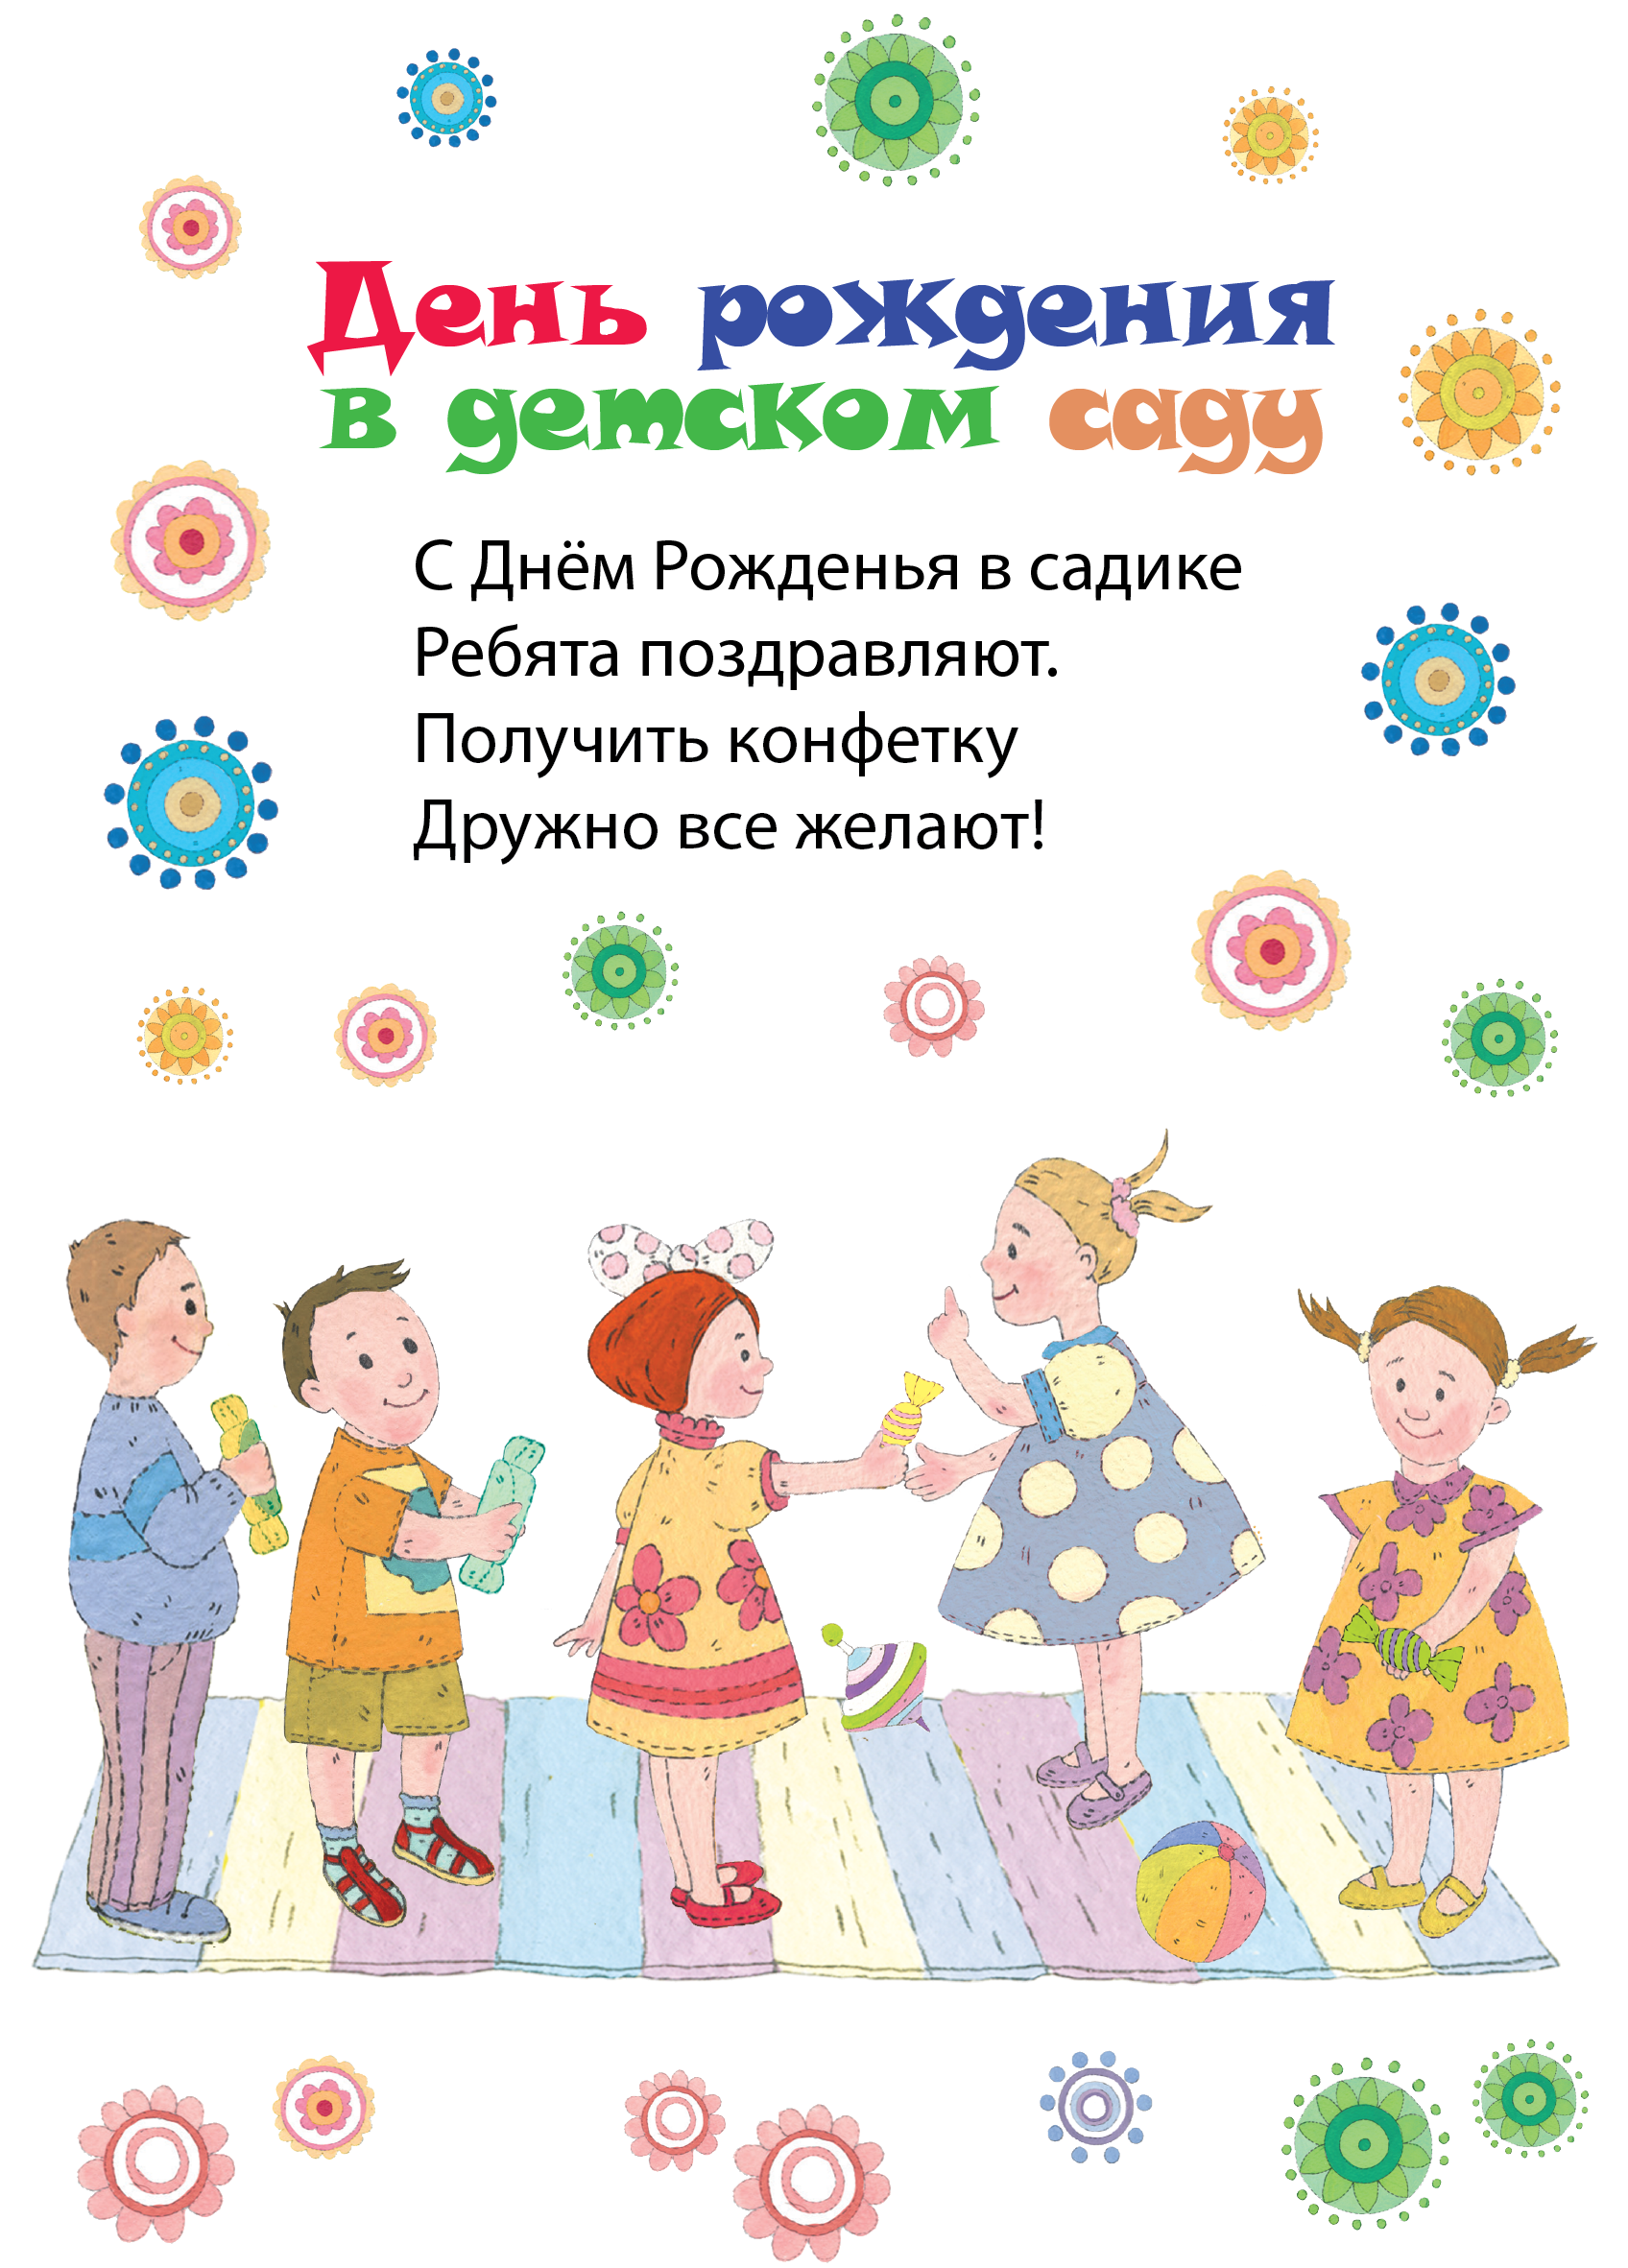 День рождения
в детском саду
С Днём Рожденья в садике
Ребята поздравляют.
Получить конфетку
Дружно все желают!